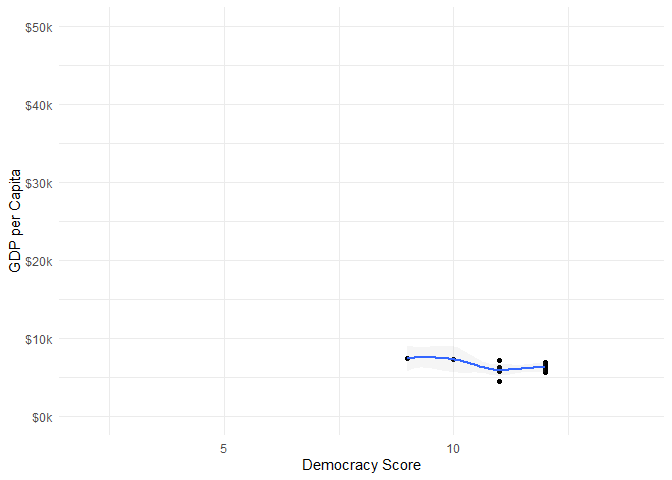 $50k
$40k
$30k
$20k
$10k
$0k
GDP per Capita
5
10
Democracy Score